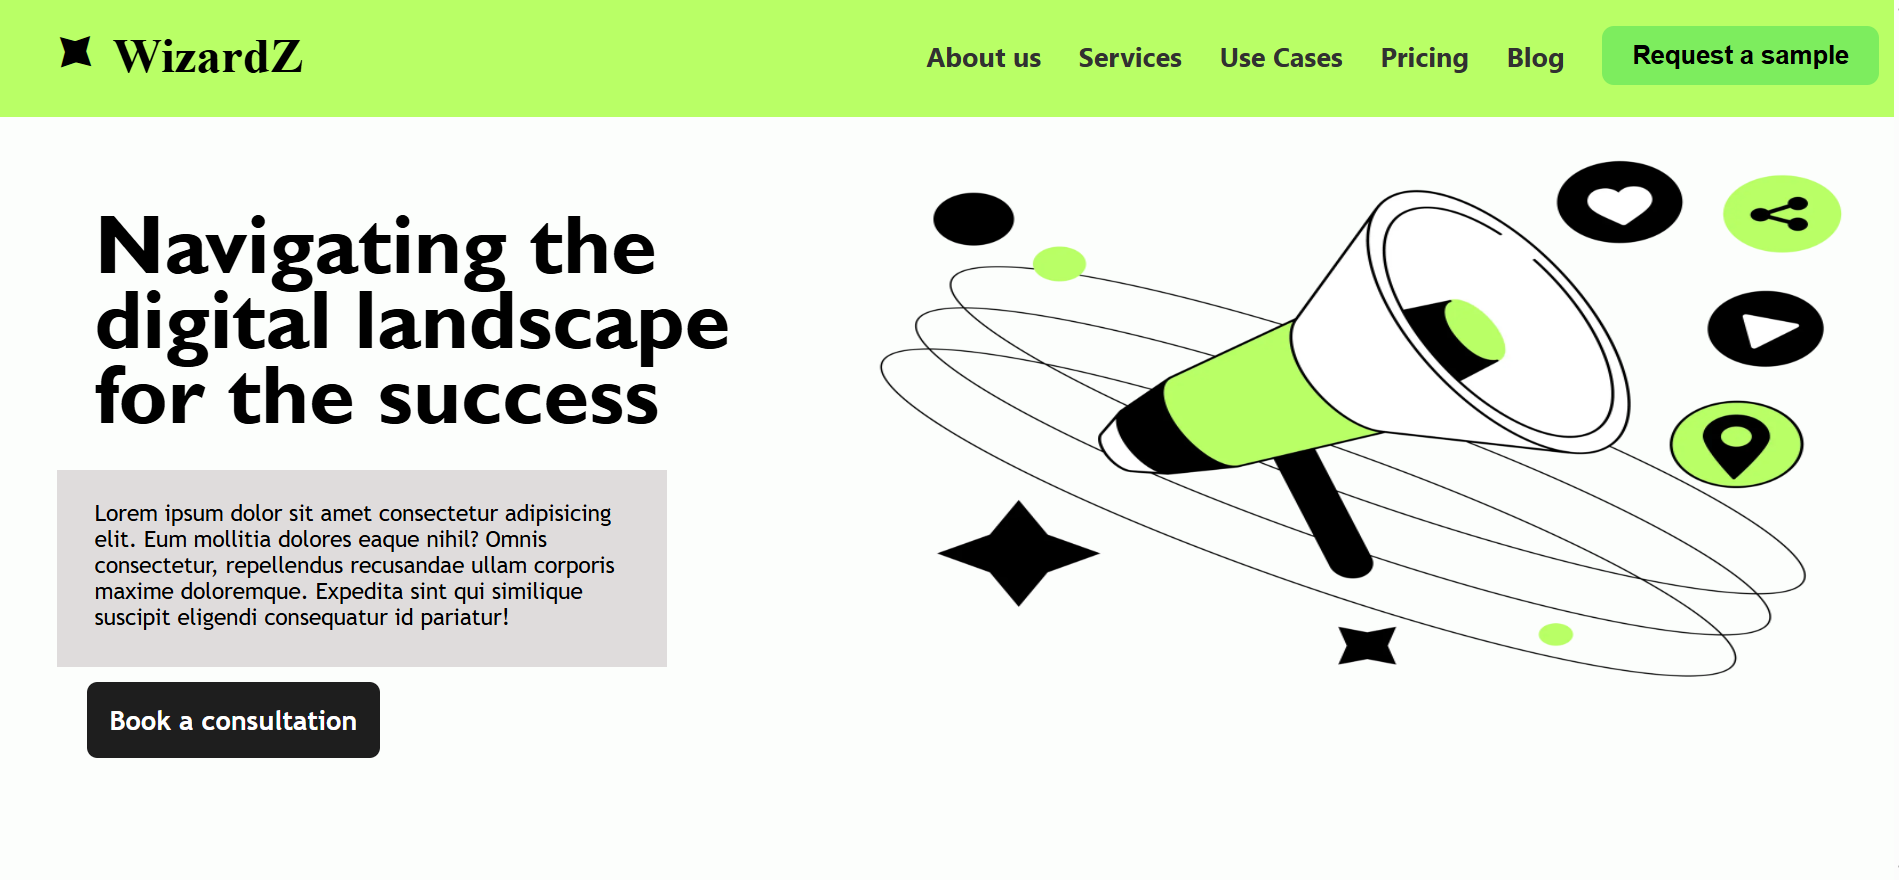 WizardZ
About us Services Use Cases Pricing Blog Request a sample
Navigating the
digital landscape
for the success
Lorem ipsum dolor sit amet consectetur adipisicing
elit. Eum mollitia dolores eaque nihil? Omnis
consectetur, repellendus recusandae ullam corporis
maxime doloremque. Expedita sint qui similique
suscipit eligendi consequatur id pariatur!
Book a consultation